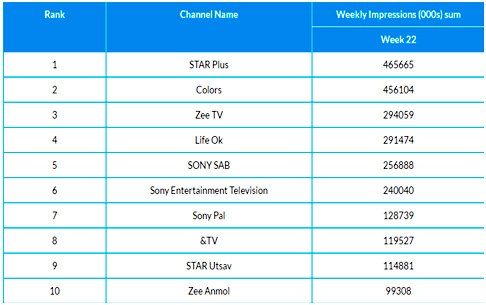 Rank Channel Name Weekly Impressions (000s) sum
Week 22
1 STAR Plus 465665
2 Colors 456104
3 Zee TV 294059
4 Life Ok 291474
5 SONY SAB 256888
6 Sony Entertainment Television 240040
7 Sony Pal 128739
8 &TV 119527
9 STAR Utsav 114881
10 Zee Anmol 99308